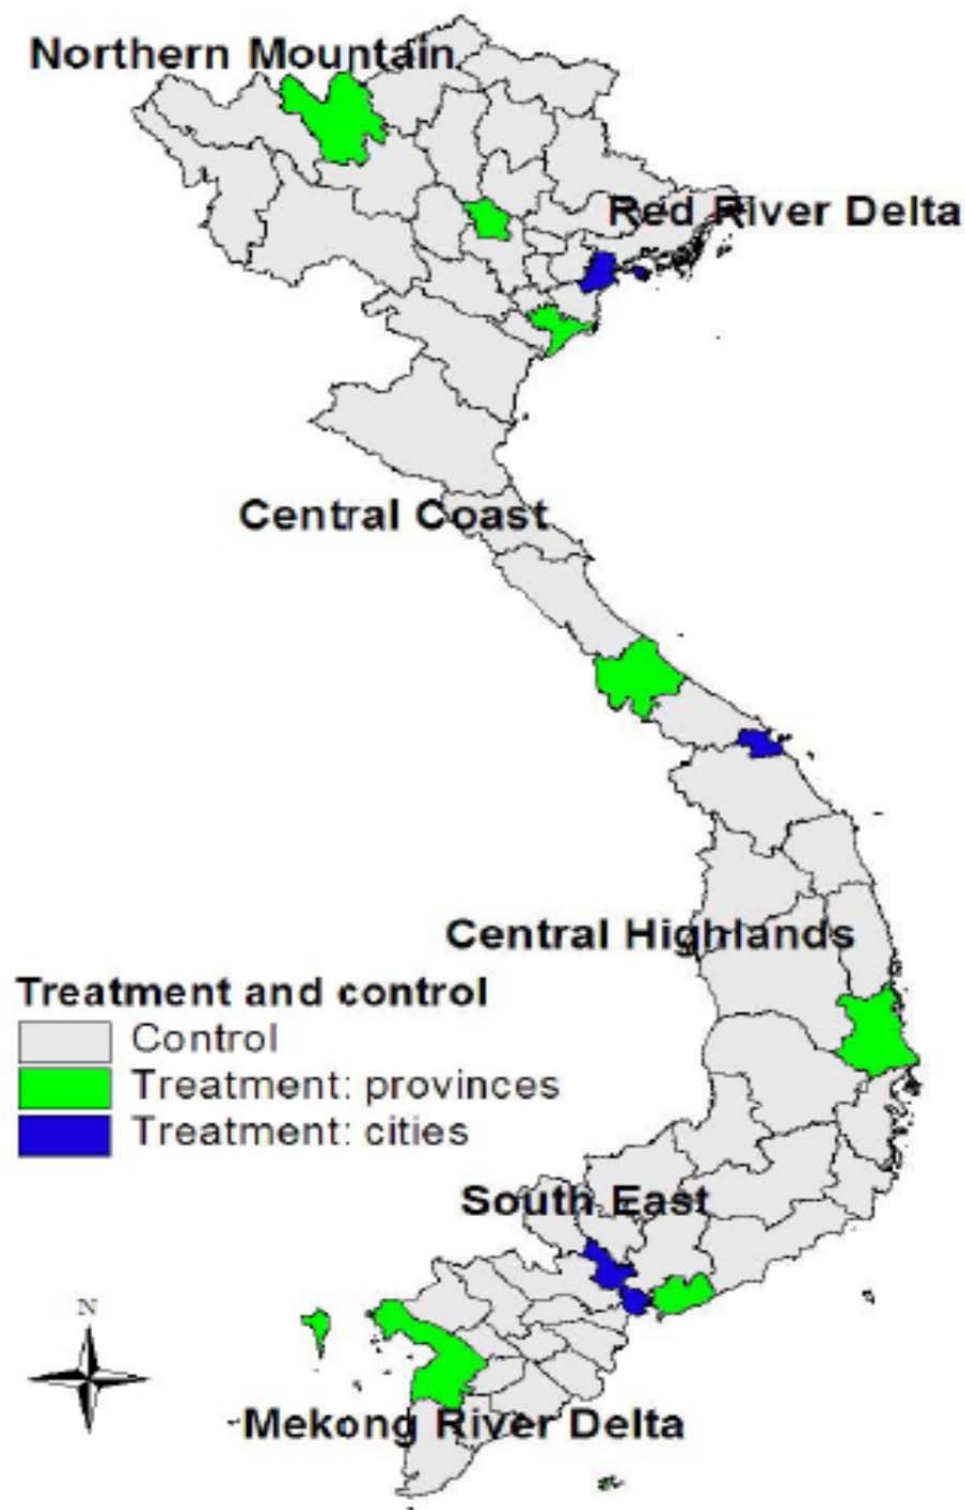 Northern Mountain
Red River Delta
Central Coast
Central Highlands
Treatment and control
Control
Treatment: provinces
Treatment: cities
South East
N
Mekong River Delta